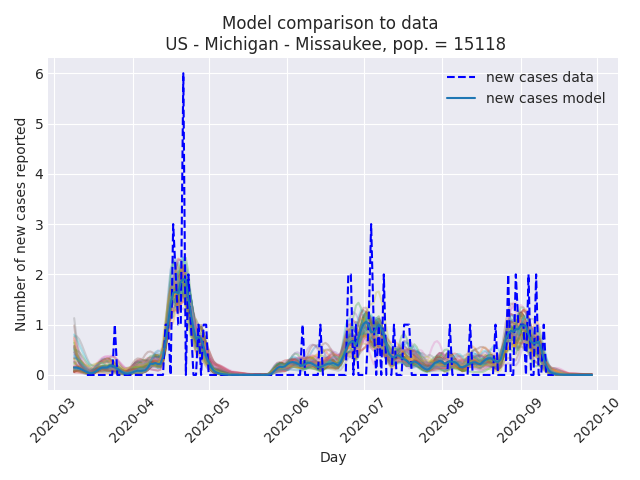 Model comparison to data
US - Michigan - Missaukee, pop. = 15118
new cases data
new cases model
Number of new cases reported
6
5
4
3
2
1
0
2020-03
2020-04
2020-05
2020-06
2020-07
2020-08
2020-09
2020-10
Day